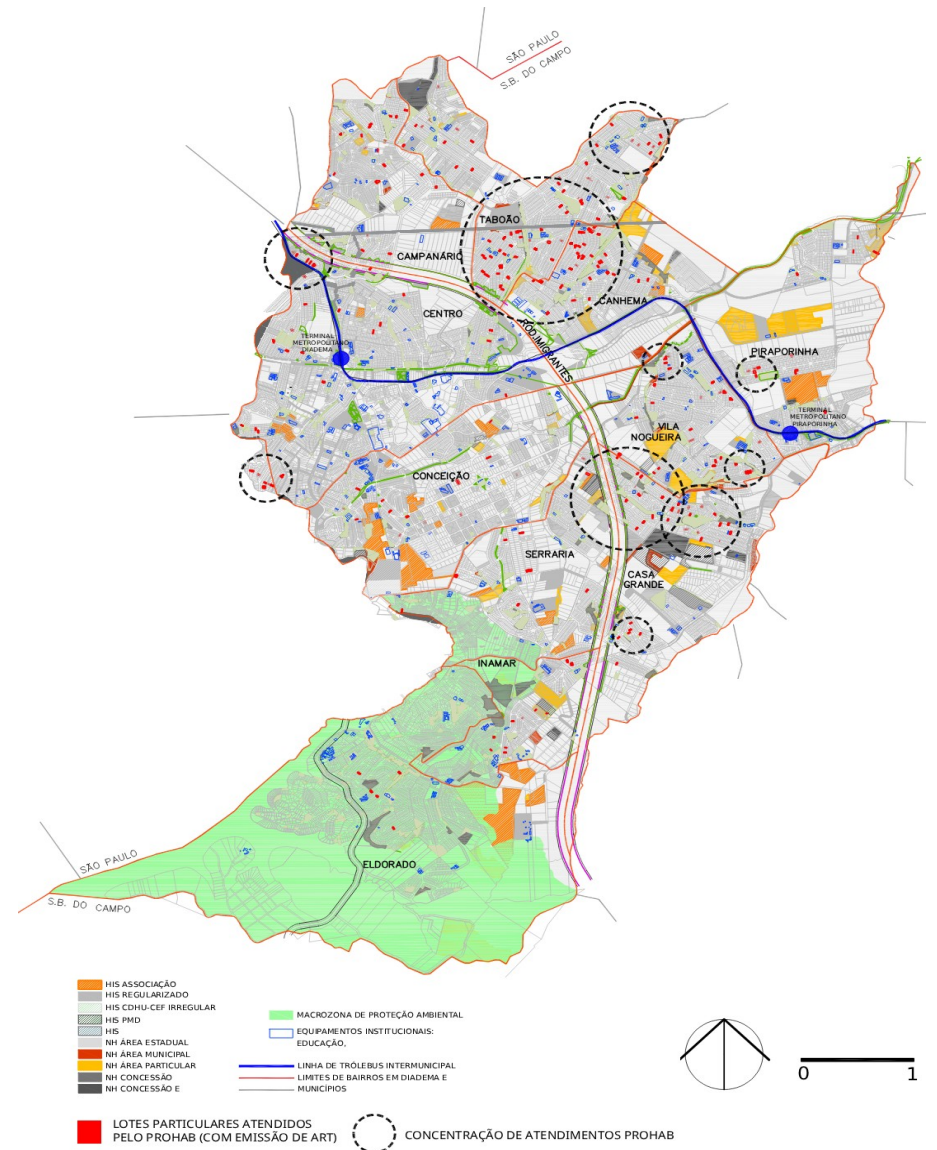 SÃO PAULO
S.B. DO CAMPO
TABOÃO
CAMPANÁRIO
CANHEMA
CENTRO
ROD.IMIGRANTES
TERMINAL
METROPOLITANO
DIADEMA
PIRAPORINHA
TERMINAL
METROPOLITANO
PIRAPORINHA
VILA
NOGUEIRA
CONCEIÇÃO
SERRARIA
CASA
GRANDE
INAMAR
ELDORADO
SÃO PAULO
S.B. DO CAMPO
HIS ASSOCIAÇÃO
HIS REGULARIZADO
HIS CDHU-CEF IRREGULAR
HIS PMD
HIS
NH ÁREA ESTADUAL
NH ÁREA MUNICIPAL
NH ÁREA PARTICULAR
NH CONCESSÃO
NH CONCESSÃO E
MACROZONA DE PROTEÇÃO AMBIENTAL
EQUIPAMENTOS INSTITUCIONAIS:
EDUCAÇÃO,
LINHA DE TRÓLEBUS INTERMUNICIPAL
LIMITES DE BAIRROS EM DIADEMA E
MUNICÍPIOS
0 1
LOTES PARTICULARES ATENDIDOS
PELO PROHAB (COM EMISSÃO DE ART)
CONCENTRAÇÃO DE ATENDIMENTOS PROHAB